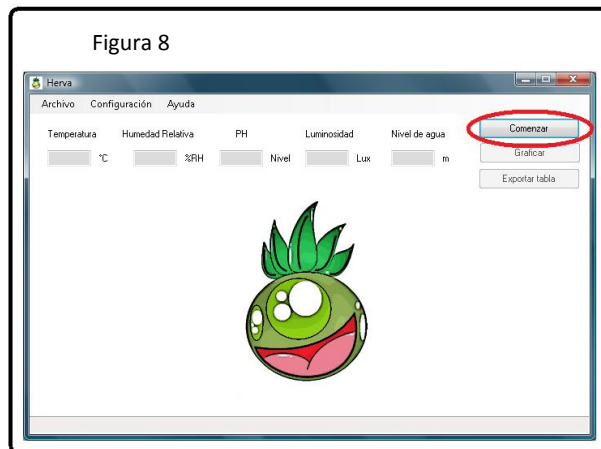 Figura 8
Herva
Archivo Configuración Ayuda
Temperatura Humedad Relativa PH Luminosidad Nivel de agua
°C %RH Nivel Lux m
Comenzar
Graficar
Exportar tabla